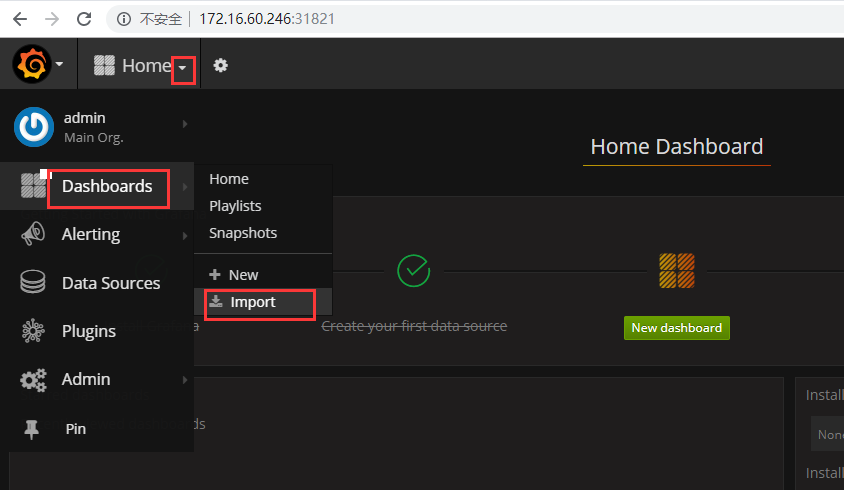 不安全 | 172.16.60.246:31821
Home
admin
Main Org.
Dashboards
Home
Playlists
Snapshots
New
Import
Alerting
Data Sources
Plugins
Admin
Pin
Home Dashboard
Create your first data source
New dashboard
Install
None
Install